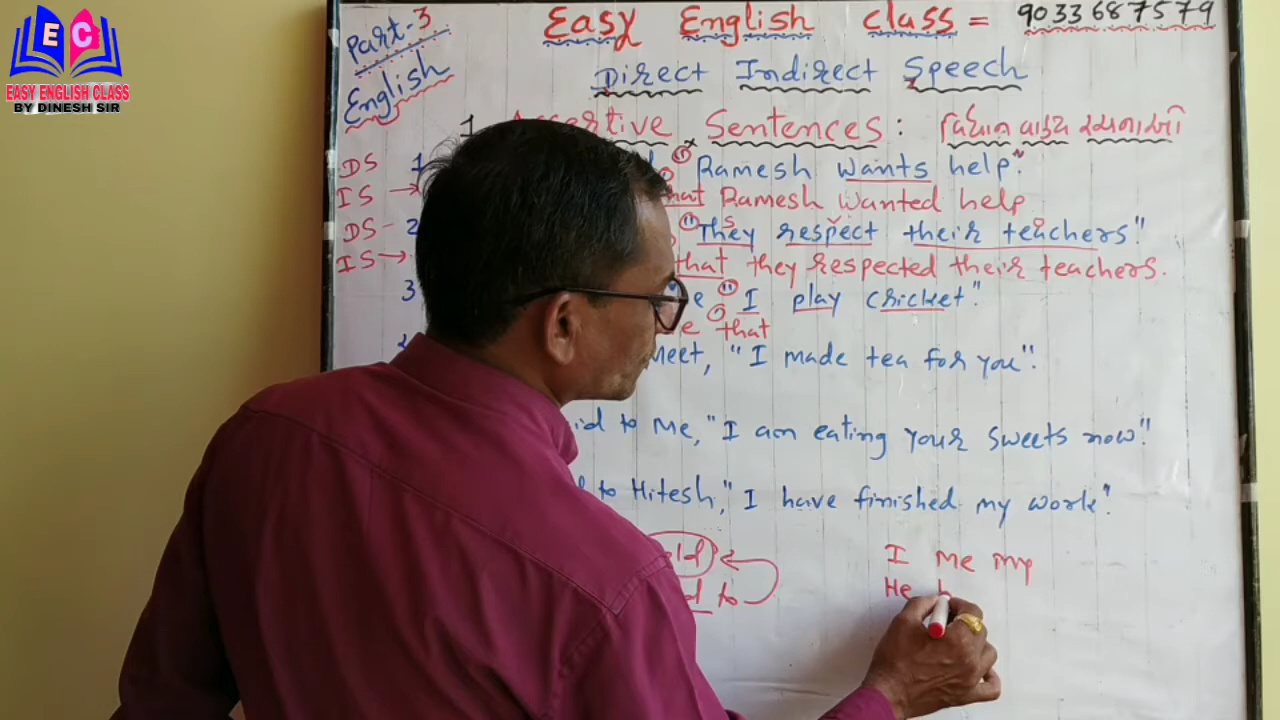 E C
EASY ENGLISH CLASS
BY DINESH SIR
Part-3
English
Easy English Class = 9033687579
Direct Indirect Speech
1. Assertive Sentences: વિધાન વાક્ય રચનાઓ
DS 1 Ramesh wants help."
IS → that Ramesh wanted help
DS - 2 "They respect their teachers"
IS → that they respected their teachers.
3 "I play cricket"
that
meet, "I made tea for you".
to me, "I am eating your sweets now"
to Hitesh, "I have finished my work"
I me my
to
He h